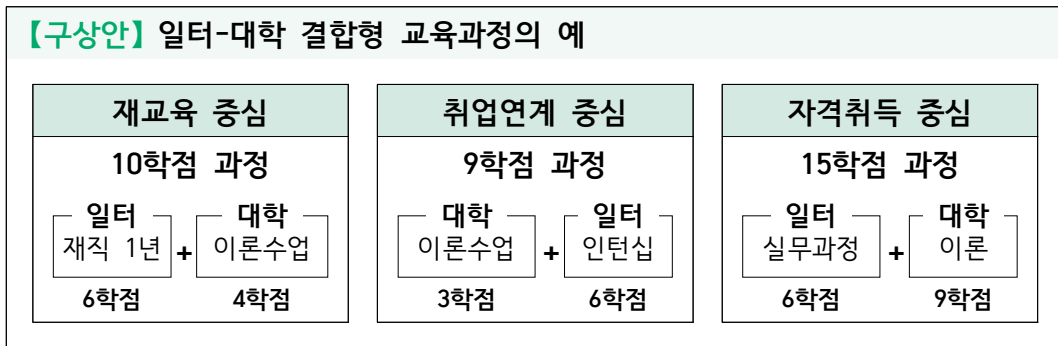 【구상안】 일터-대학 결합형 교육과정의 예
재교육 중심
10학점 과정
일터
재직 1년
+
대학
이론수업
6학점
4학점
취업연계 중심
9학점 과정
대학
이론수업
+
일터
인턴십
3학점
6학점
자격취득 중심
15학점 과정
일터
실무과정
+
대학
이론
6학점
9학점